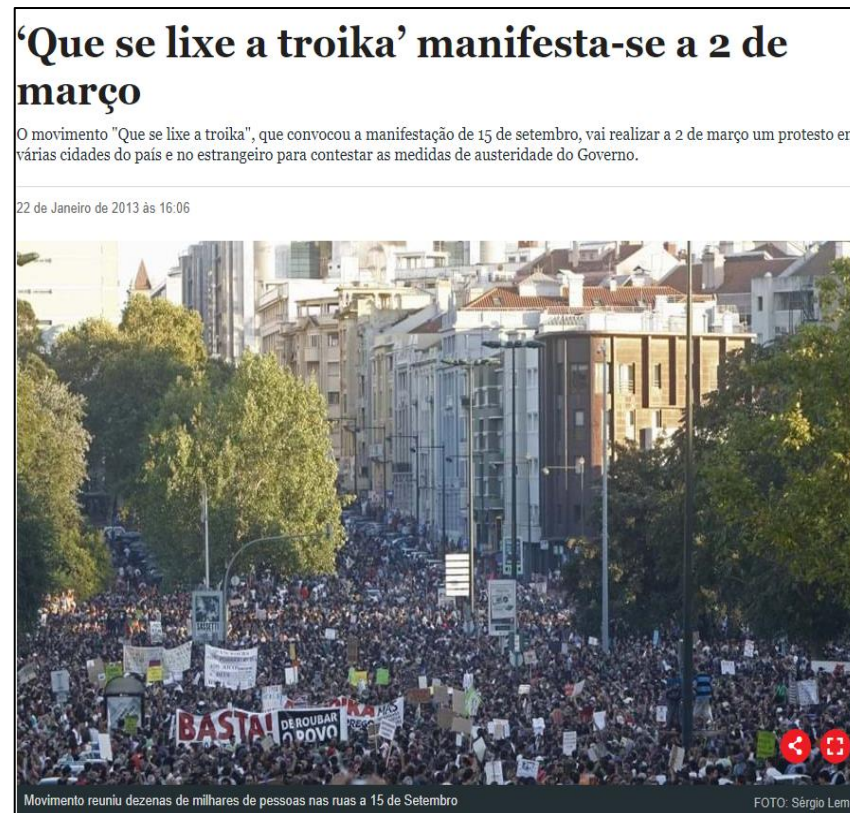 ‘Que se lixe a troika’ manifesta-se a 2 de
março
O movimento "Que se lixe a troika", que convocou a manifestação de 15 de setembro, vai realizar a 2 de março um protesto
várias cidades do país e no estrangeiro para contestar as medidas de austeridade do Governo.
22 de Janeiro de 2013 às 16:06
BASTA!
DE ROUBAR
O POVO
Movimento reuniu dezenas de milhares de pessoas nas ruas a 15 de Setembro
FOTO: Sérgio Lem